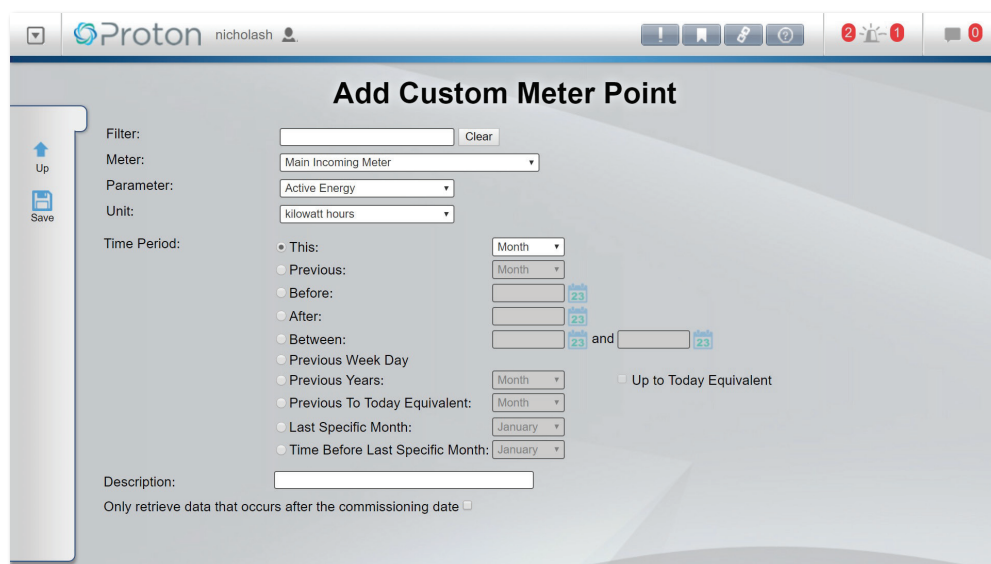 Proton nicholash ! ? 2 1 0
Add Custom Meter Point
Up
Save
Filter: Clear
Meter: Main Incoming Meter
Parameter: Active Energy
Unit: kilowatt hours
Time Period: This: Month
Previous: Month
Before: 23
After: 23
Between: 23 and 23
Previous Week Day
Previous Years: Month Up to Today Equivalent
Previous To Today Equivalent: Month
Last Specific Month: January
Time Before Last Specific Month: January
Description:
Only retrieve data that occurs after the commissioning date